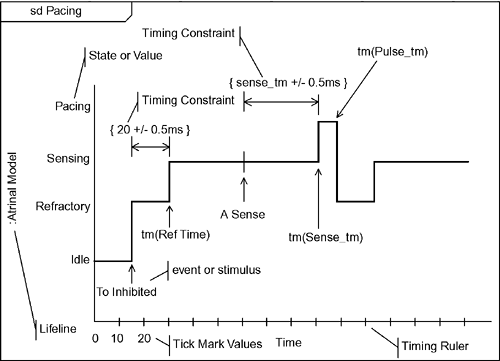 sd Pacing
Timing Constraint
tm(Pulse_tm)
State or Value
{ sense_tm +/- 0.5ms }
Pacing
Timing Constraint
{ 20 +/- 0.5ms }
Sensing
Refractory
A Sense
tm(Ref Time)
tm(Sense_tm)
:Atrinal Model
Idle
event or stimulus
To Inhibited
Lifeline
0 10 20
Tick Mark Values
Time
Timing Ruler